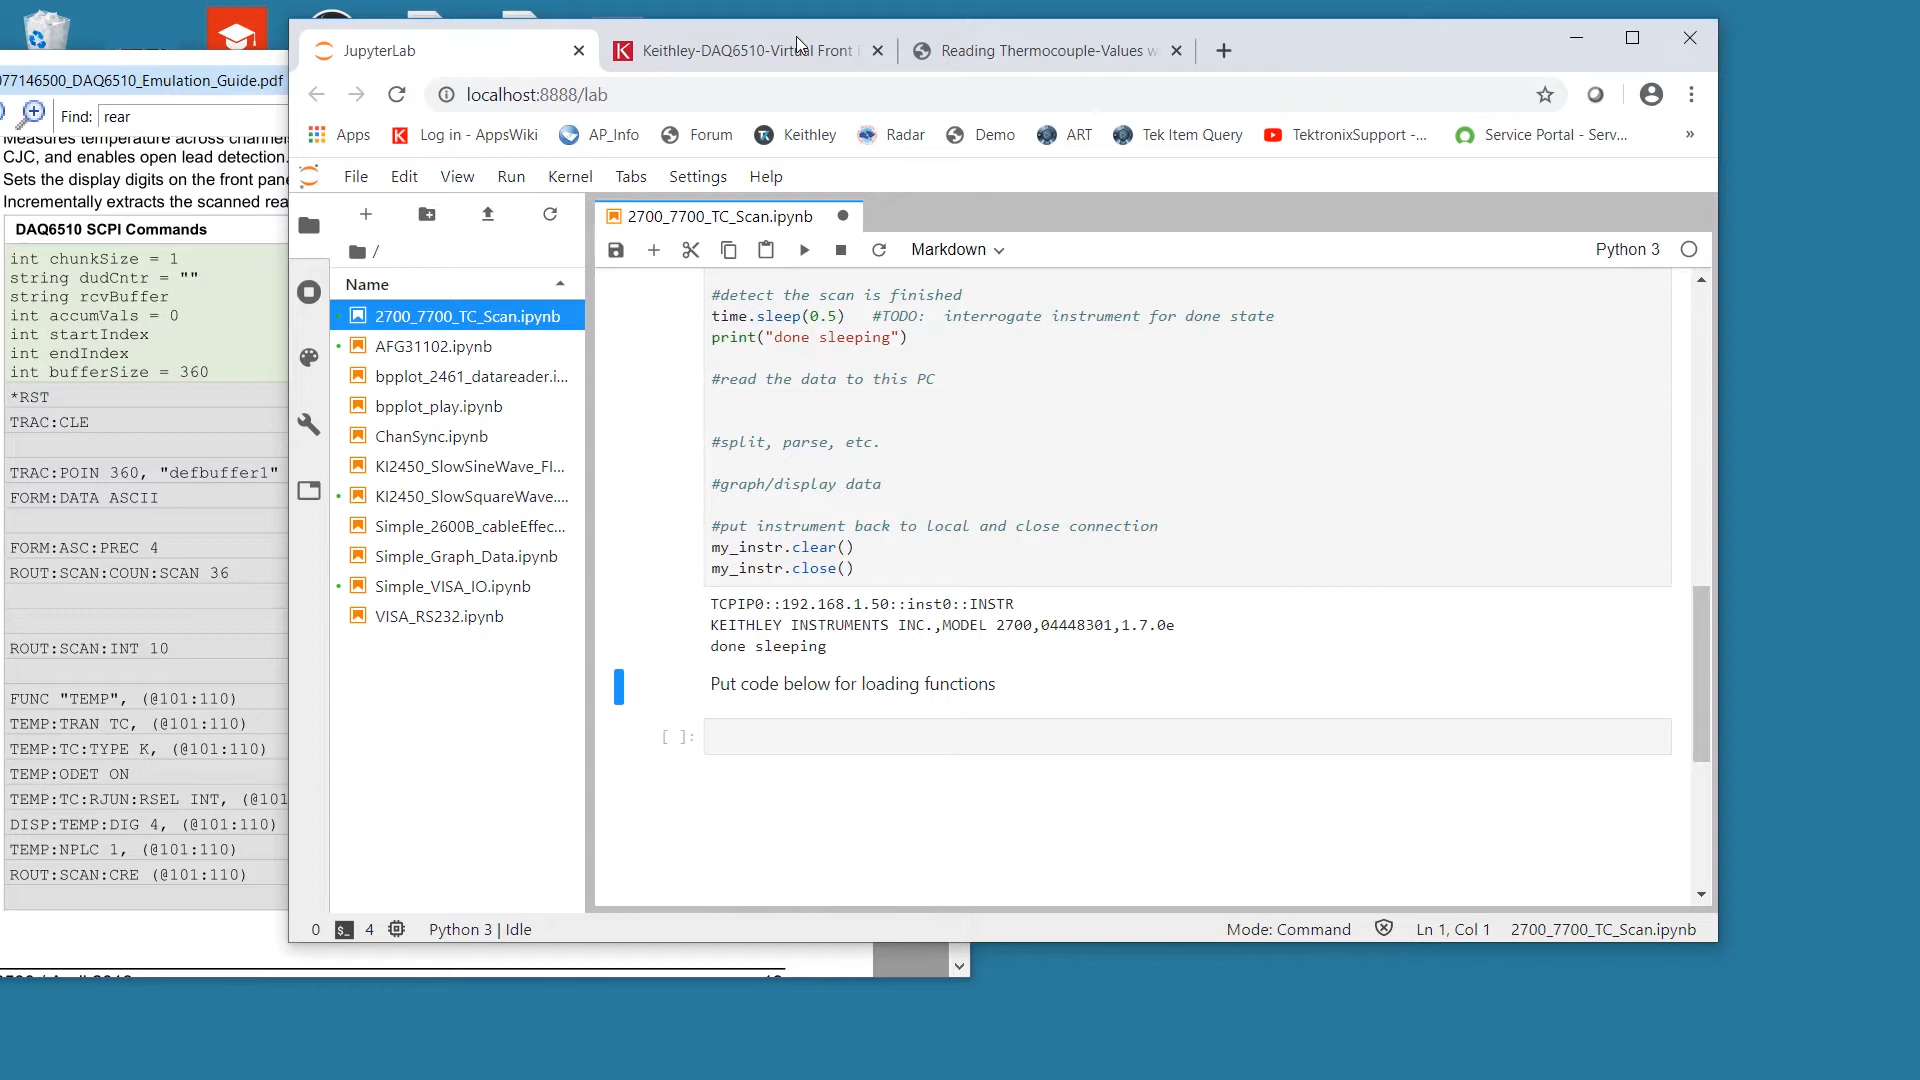 JupyterLab
Keithley-DAQ6510-Virtual Front
Reading Thermocouple-Values w
localhost:8888/lab
Apps
Log in - AppsWiki
AP_Info
Forum
Keithley
Radar
Demo
ART
Tek Item Query
TektronixSupport -...
Service Portal - Serv...
»
File Edit View Run Kernel Tabs Settings Help
077146500_DAQ6510_Emulation_Guide.pdf
Find: rear
Measures temperature across channels
CJC, and enables open lead detection.
Sets the display digits on the front pane
Incrementally extracts the scanned rea
DAQ6510 SCPI Commands
int chunkSize = 1
string dudCntr = ""
string rcvBuffer
int accumVals = 0
int startIndex
int endIndex
int bufferSize = 360
*RST
TRAC:CLE
TRAC:POIN 360, "defbuffer1"
FORM:DATA ASCII
FORM:ASC:PREC 4
ROUT:SCAN:COUN:SCAN 36
ROUT:SCAN:INT 10
FUNC "TEMP", (@101:110)
TEMP:TRAN TC, (@101:110)
TEMP:TC:TYPE K, (@101:110)
TEMP:ODET ON
TEMP:TC:RJUN:RSEL INT, (@101
DISP:TEMP:DIG 4, (@101:110)
TEMP:NPLC 1, (@101:110)
ROUT:SCAN:CRE (@101:110)
/
Name
2700_7700_TC_Scan.ipynb
AFG31102.ipynb
bpplot_2461_datareader.i...
bpplot_play.ipynb
ChanSync.ipynb
KI2450_SlowSineWave_FI...
KI2450_SlowSquareWave....
Simple_2600B_cableEffec...
Simple_Graph_Data.ipynb
Simple_VISA_IO.ipynb
VISA_RS232.ipynb
2700_7700_TC_Scan.ipynb
Markdown
Python 3
#detect the scan is finished
time.sleep(0.5)   #TODO:  interrogate instrument for done state
print("done sleeping")
#read the data to this PC
#split, parse, etc.
#graph/display data
#put instrument back to local and close connection
my_instr.clear()
my_instr.close()
TCPIP0::192.168.1.50::inst0::INSTR
KEITHLEY INSTRUMENTS INC.,MODEL 2700,04448301,1.7.0e
done sleeping
Put code below for loading functions
[ ]:
0 $_ 4 Python 3 | Idle
Mode: Command
Ln 1, Col 1
2700_7700_TC_Scan.ipynb